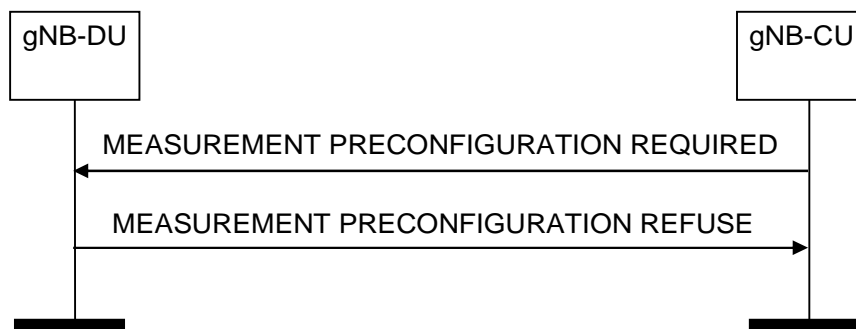 gNB-DU
gNB-CU
MEASUREMENT PRECONFIGURATION REQUIRED
MEASUREMENT PRECONFIGURATION REFUSE